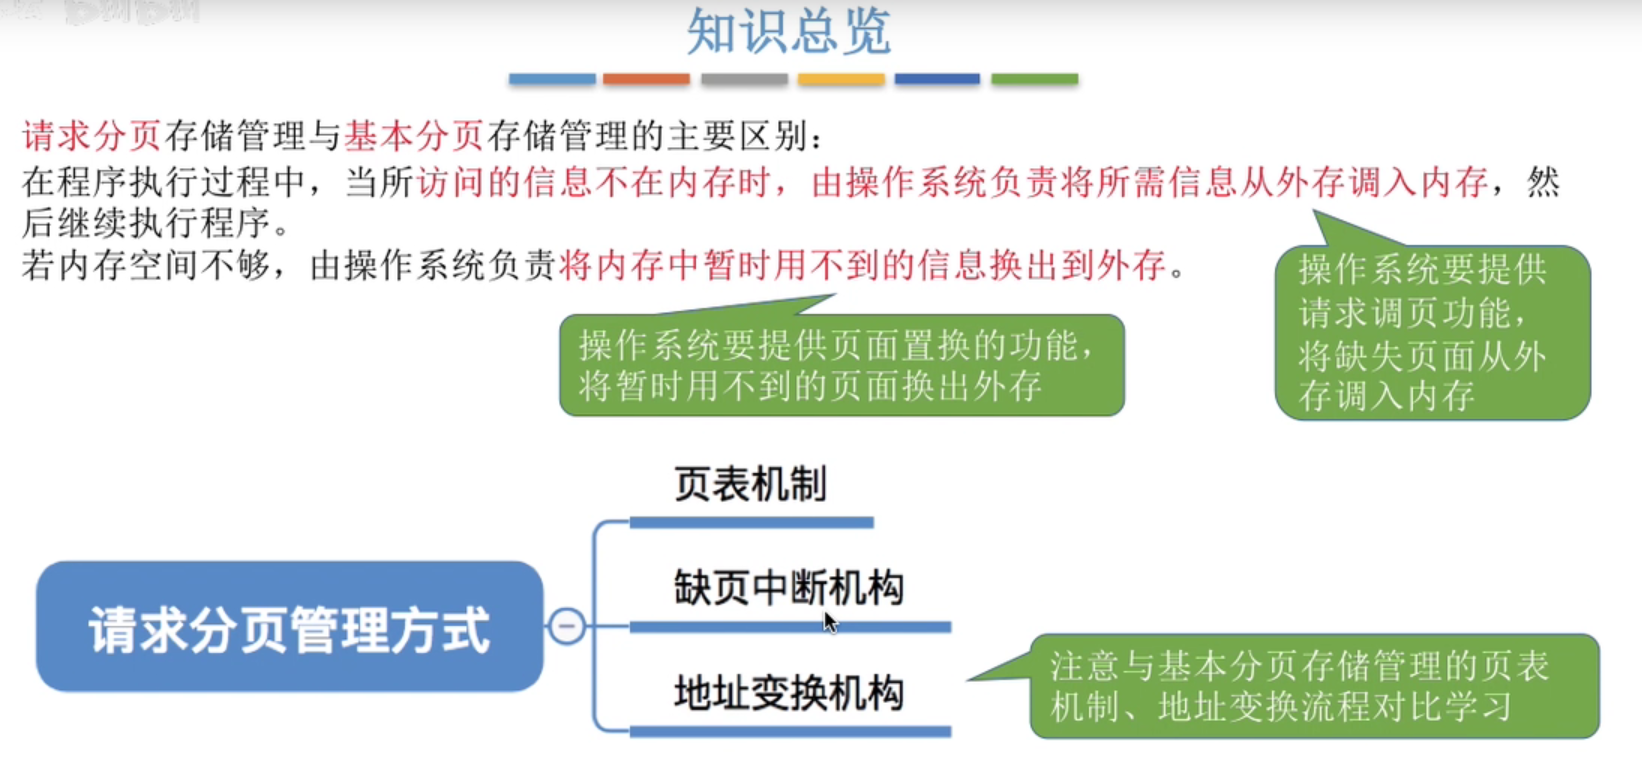 知识总览
请求分页存储管理与基本分页存储管理的主要区别：
在程序执行过程中，当所访问的信息不在内存时，由操作系统负责将所需信息从外存调入内存，然
后继续执行程序。
若内存空间不够，由操作系统负责将内存中暂时用不到的信息换出到外存。
操作系统要提供
请求调页功能，
将缺失页面从外
存调入内存
操作系统要提供页面置换的功能，
将暂时用不到的页面换出外存
页表机制
缺页中断机构
请求分页管理方式
地址变换机构
注意与基本分页存储管理的页表
机制、地址变换流程对比学习